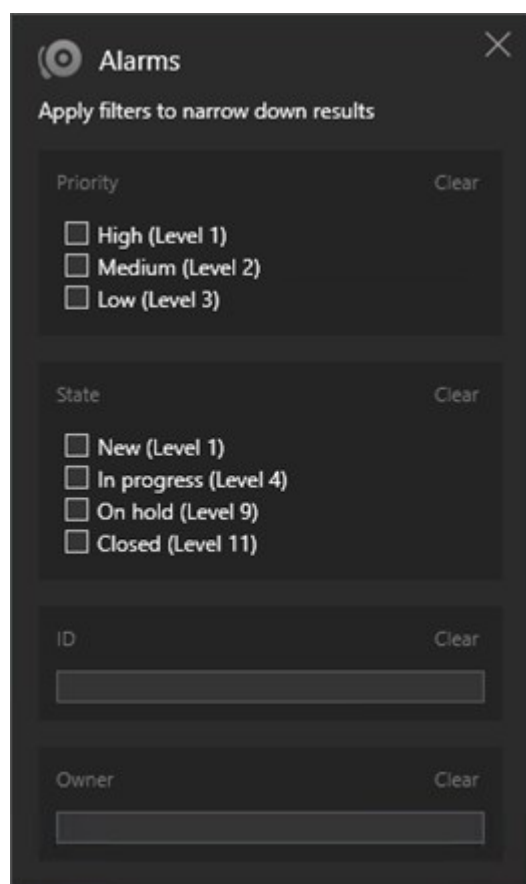 Alarms
Apply filters to narrow down results
Priority Clear
High (Level 1)
Medium (Level 2)
Low (Level 3)
State Clear
New (Level 1)
In progress (Level 4)
On hold (Level 9)
Closed (Level 11)
ID Clear
Owner Clear